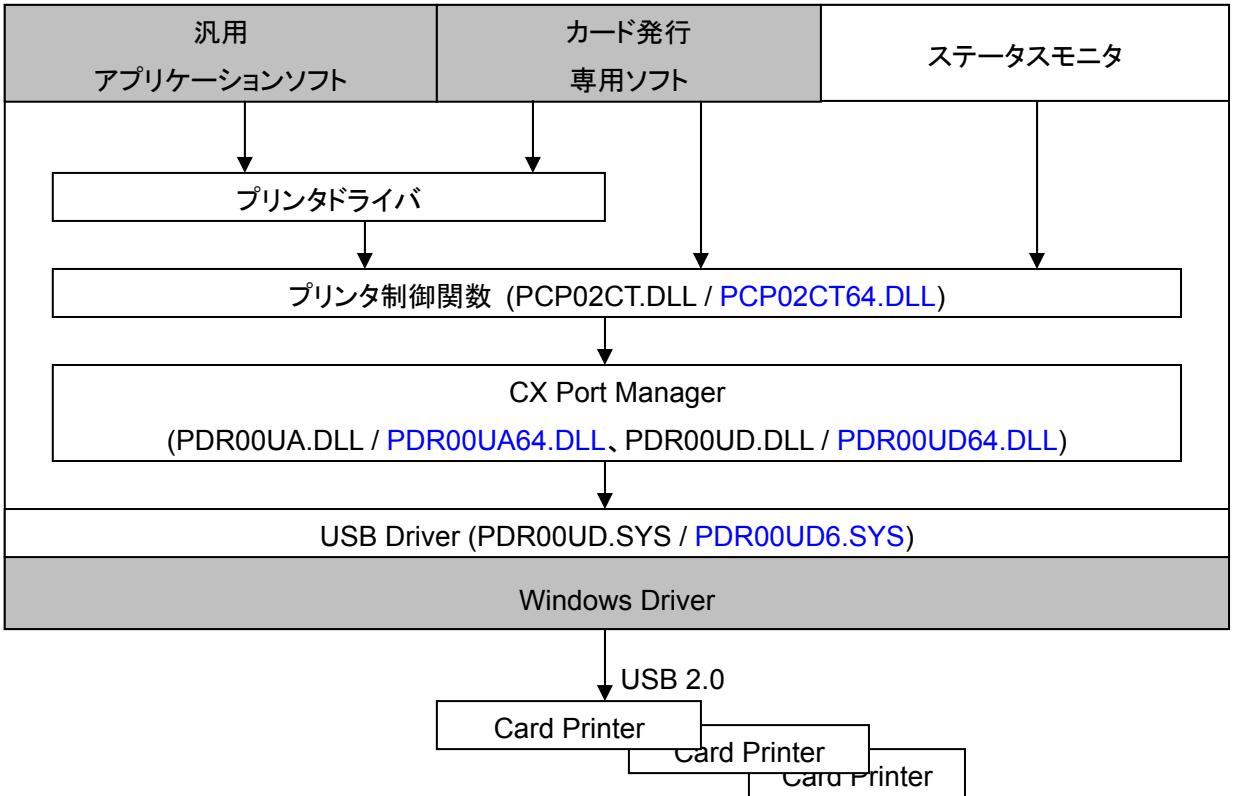 汎用
アプリケーションソフト
カード発行
専用ソフト
ステータスモニタ
プリンタドライバ
プリンタ制御関数 (PCP02CT.DLL / PCP02CT64.DLL)
CX Port Manager
(PDR00UA.DLL / PDR00UA64.DLL、PDR00UD.DLL / PDR00UD64.DLL)
USB Driver (PDR00UD.SYS / PDR00UD6.SYS)
Windows Driver
USB 2.0
Card Printer
Card Printer
Card Printer